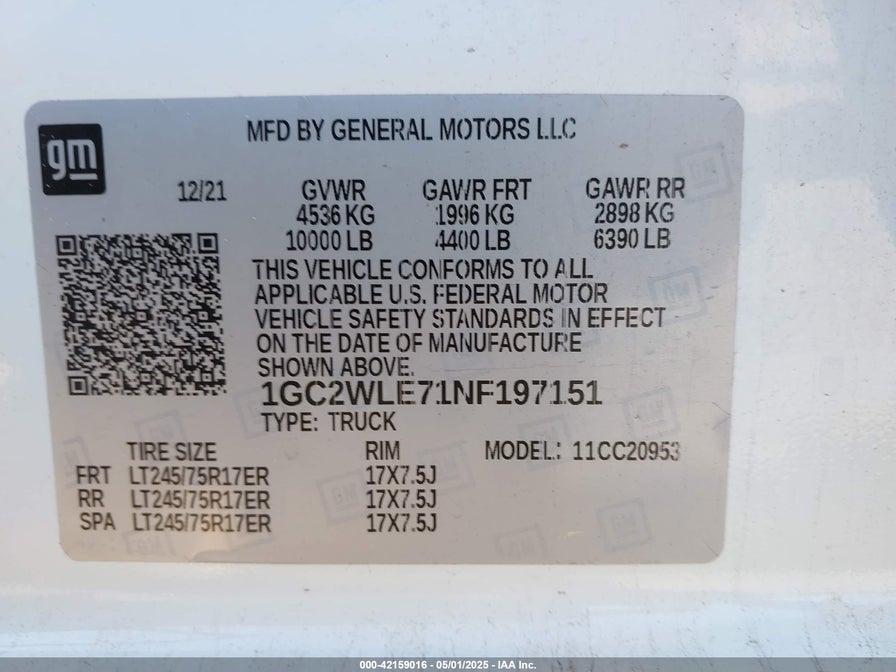 gm
MFD BY GENERAL MOTORS LLC
12/21 GVWR GAWR FRT GAWR RR
4536 KG 1996 KG 2898 KG
10000 LB 4400 LB 6390 LB
THIS VEHICLE CONFORMS TO ALL
APPLICABLE U.S. FEDERAL MOTOR
VEHICLE SAFETY STANDARDS IN EFFECT
ON THE DATE OF MANUFACTURE
SHOWN ABOVE.
1GC2WLE71NF197151
TYPE: TRUCK
TIRE SIZE RIM MODEL: 11CC20953
FRT LT245/75R17ER 17X7.5J
RR LT245/75R17ER 17X7.5J
SPA LT245/75R17ER 17X7.5J
000-42159016 - 05/01/2025 - IAA Inc.